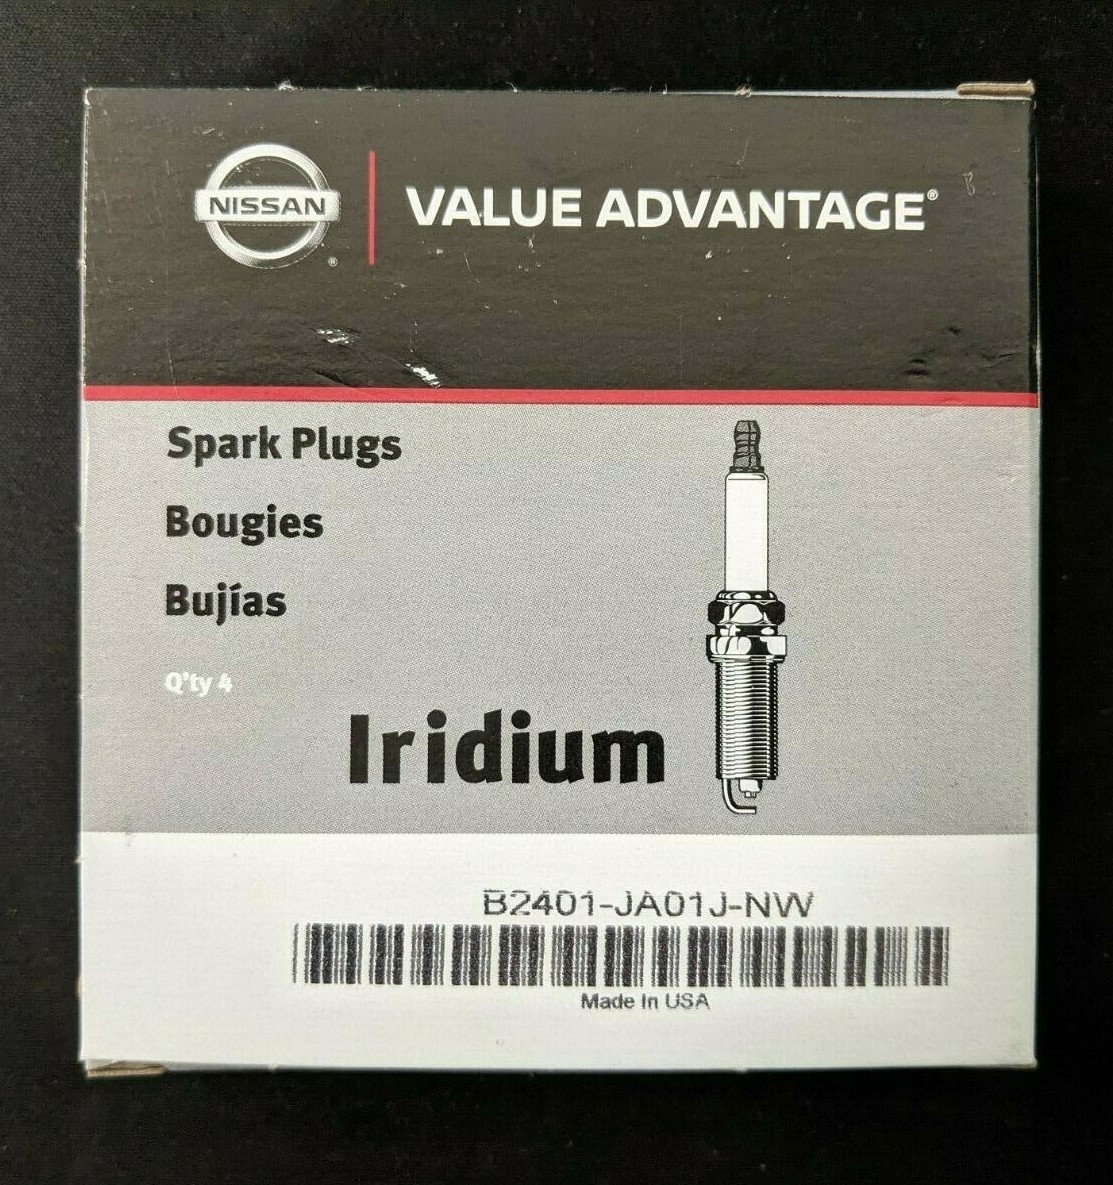 NISSAN
®
VALUE ADVANTAGE®
Spark Plugs
Bougies
Bujías
Q'ty 4
Iridium
B2401-JA01J-NW
Made In USA